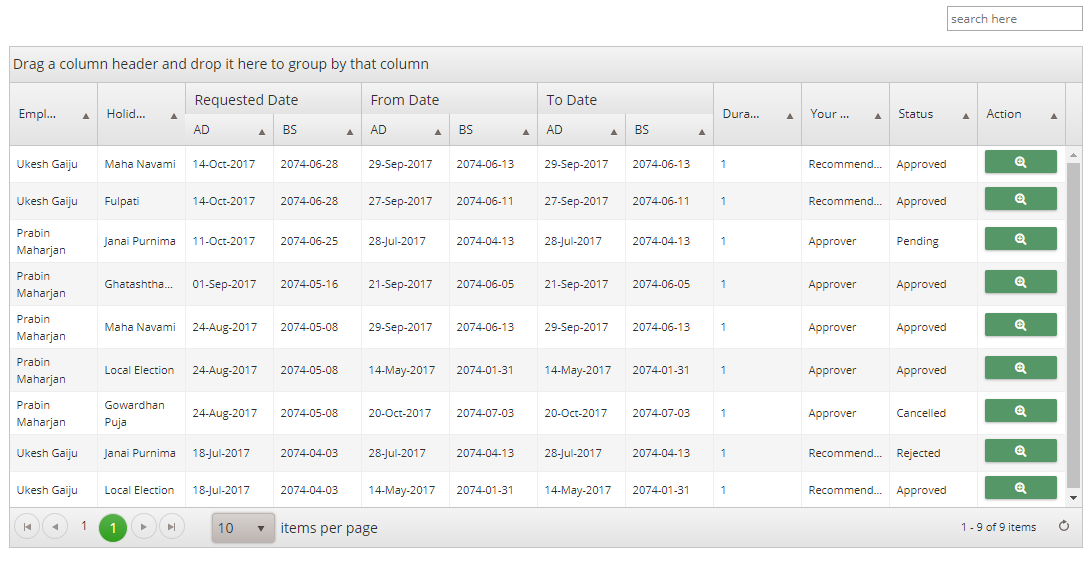 search here
Drag a column header and drop it here to group by that column
Empl... Holid... Requested Date From Date To Date Dura... Your ... Status Action
AD BS AD BS AD BS
Ukesh Gaiju Maha Navami 14-Oct-2017 2074-06-28 29-Sep-2017 2074-06-13 29-Sep-2017 2074-06-13 1 Recommend... Approved
Ukesh Gaiju Fulpati 14-Oct-2017 2074-06-28 27-Sep-2017 2074-06-11 27-Sep-2017 2074-06-11 1 Recommend... Approved
Prabin Maharjan Janai Purnima 11-Oct-2017 2074-06-25 28-Jul-2017 2074-04-13 28-Jul-2017 2074-04-13 1 Approver Pending
Prabin Maharjan Ghatashtha... 01-Sep-2017 2074-05-16 21-Sep-2017 2074-06-05 21-Sep-2017 2074-06-05 1 Approver Approved
Prabin Maharjan Maha Navami 24-Aug-2017 2074-05-08 29-Sep-2017 2074-06-13 29-Sep-2017 2074-06-13 1 Approver Approved
Prabin Maharjan Local Election 24-Aug-2017 2074-05-08 14-May-2017 2074-01-31 14-May-2017 2074-01-31 1 Approver Approved
Prabin Maharjan Gowardhan Puja 24-Aug-2017 2074-05-08 20-Oct-2017 2074-07-03 20-Oct-2017 2074-07-03 1 Approver Cancelled
Ukesh Gaiju Janai Purnima 18-Jul-2017 2074-04-03 28-Jul-2017 2074-04-13 28-Jul-2017 2074-04-13 1 Recommend... Rejected
Ukesh Gaiju Local Election 18-Jul-2017 2074-04-03 14-May-2017 2074-01-31 14-May-2017 2074-01-31 1 Recommend... Approved
1 1 10 items per page 1 - 9 of 9 items